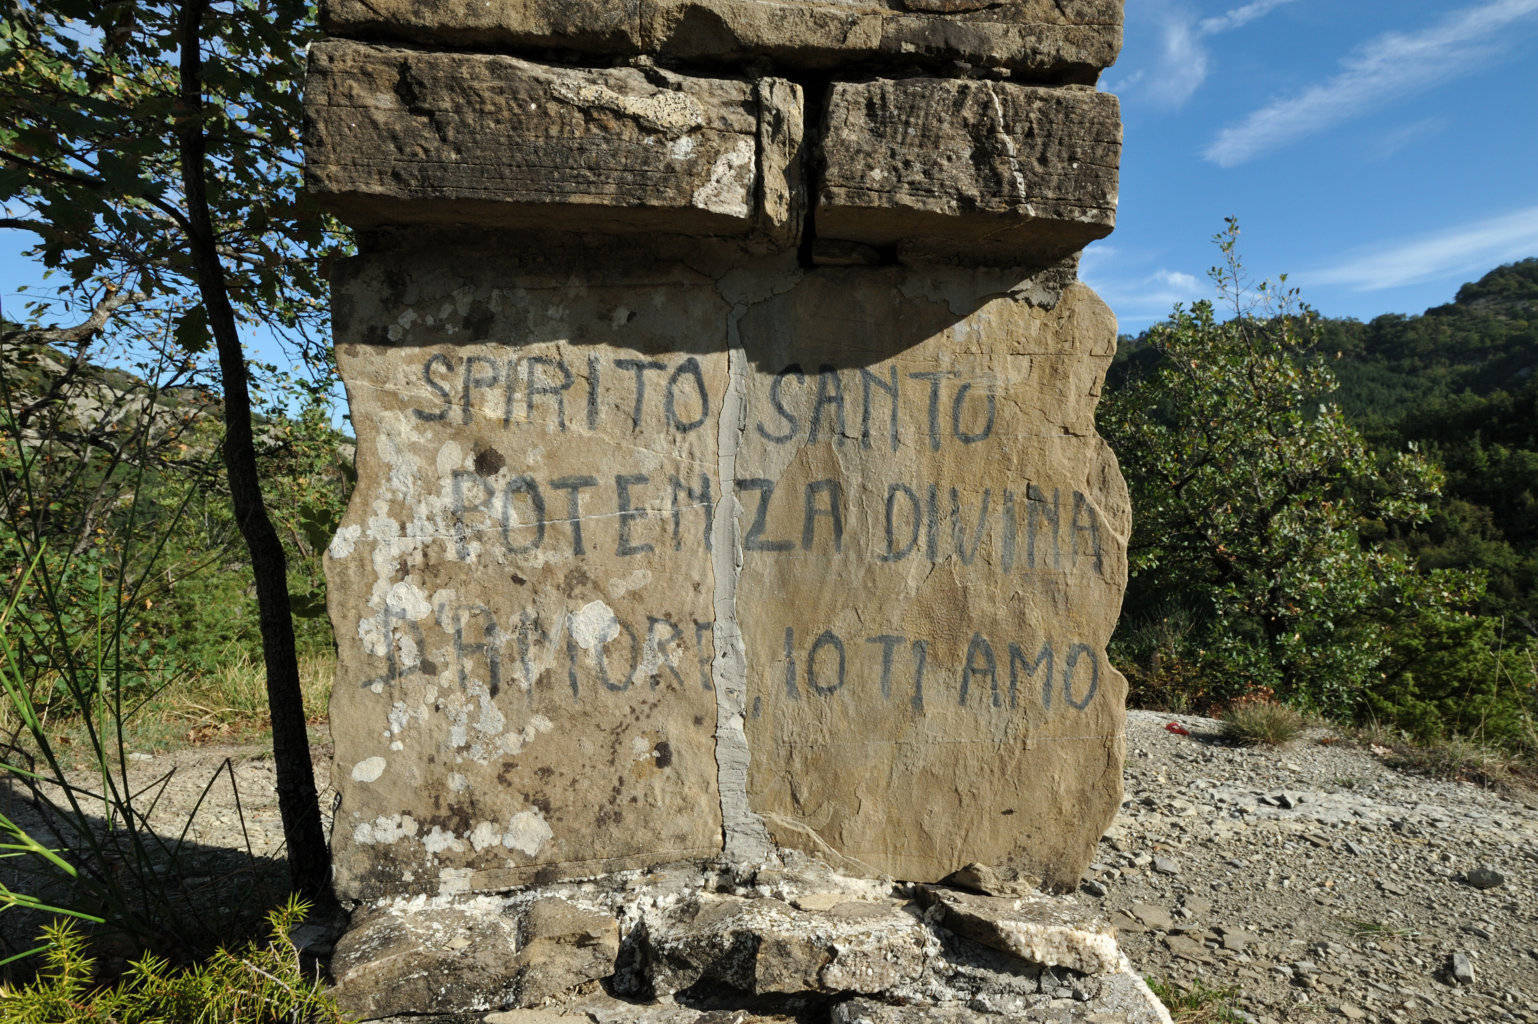 SPIRITO SANTO
POTENZA DIVINA
D'AMORE, IO TI AMO